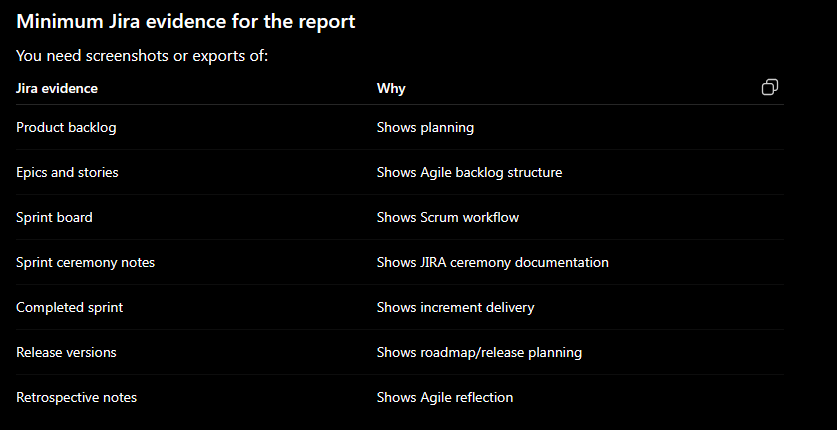 Minimum Jira evidence for the report
You need screenshots or exports of:
Jira evidence Why
Product backlog Shows planning
Epics and stories Shows Agile backlog structure
Sprint board Shows Scrum workflow
Sprint ceremony notes Shows JIRA ceremony documentation
Completed sprint Shows increment delivery
Release versions Shows roadmap/release planning
Retrospective notes Shows Agile reflection